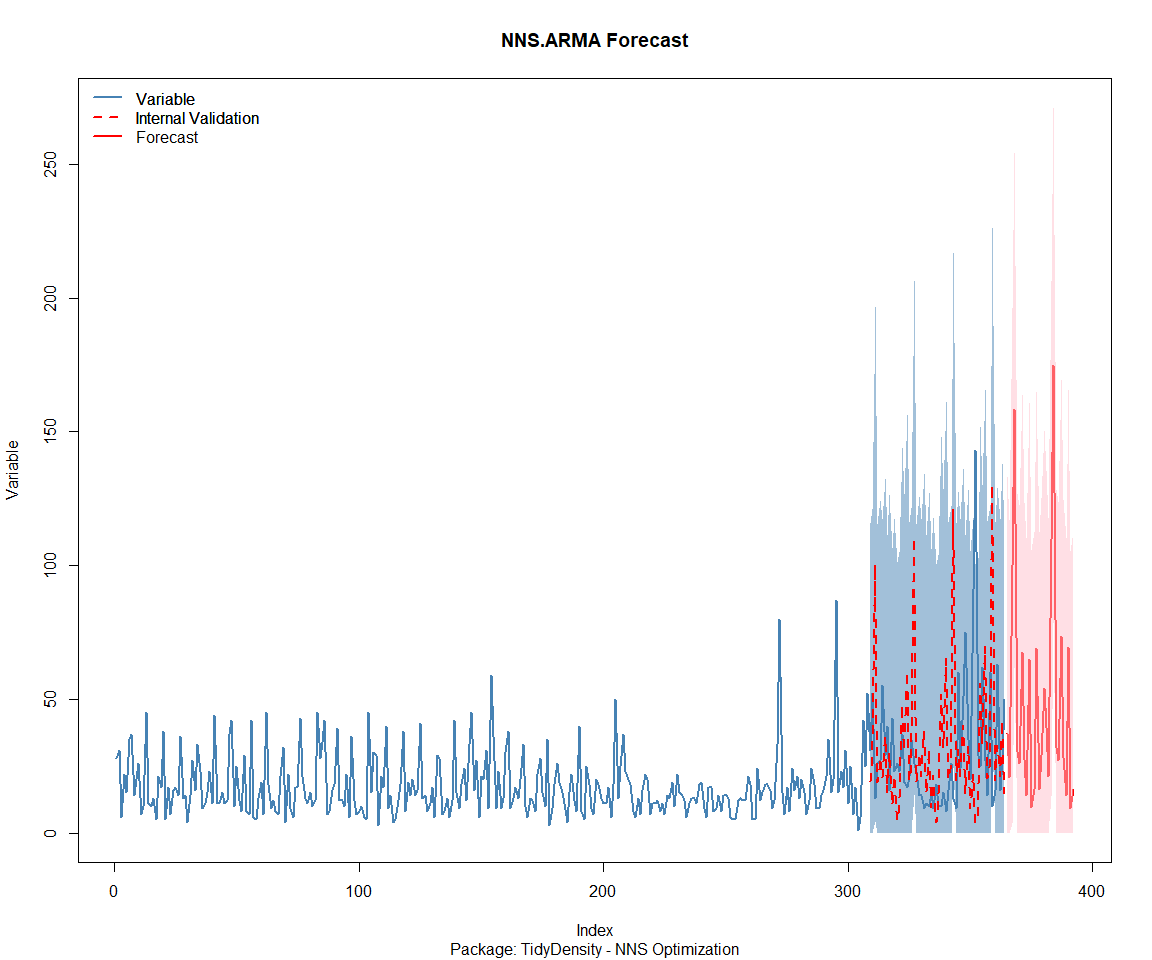 NNS.ARMA Forecast
Variable
Internal Validation
Forecast
Variable
250
200
150
100
50
0
0
100
200
300
400
Index
Package: TidyDensity - NNS Optimization